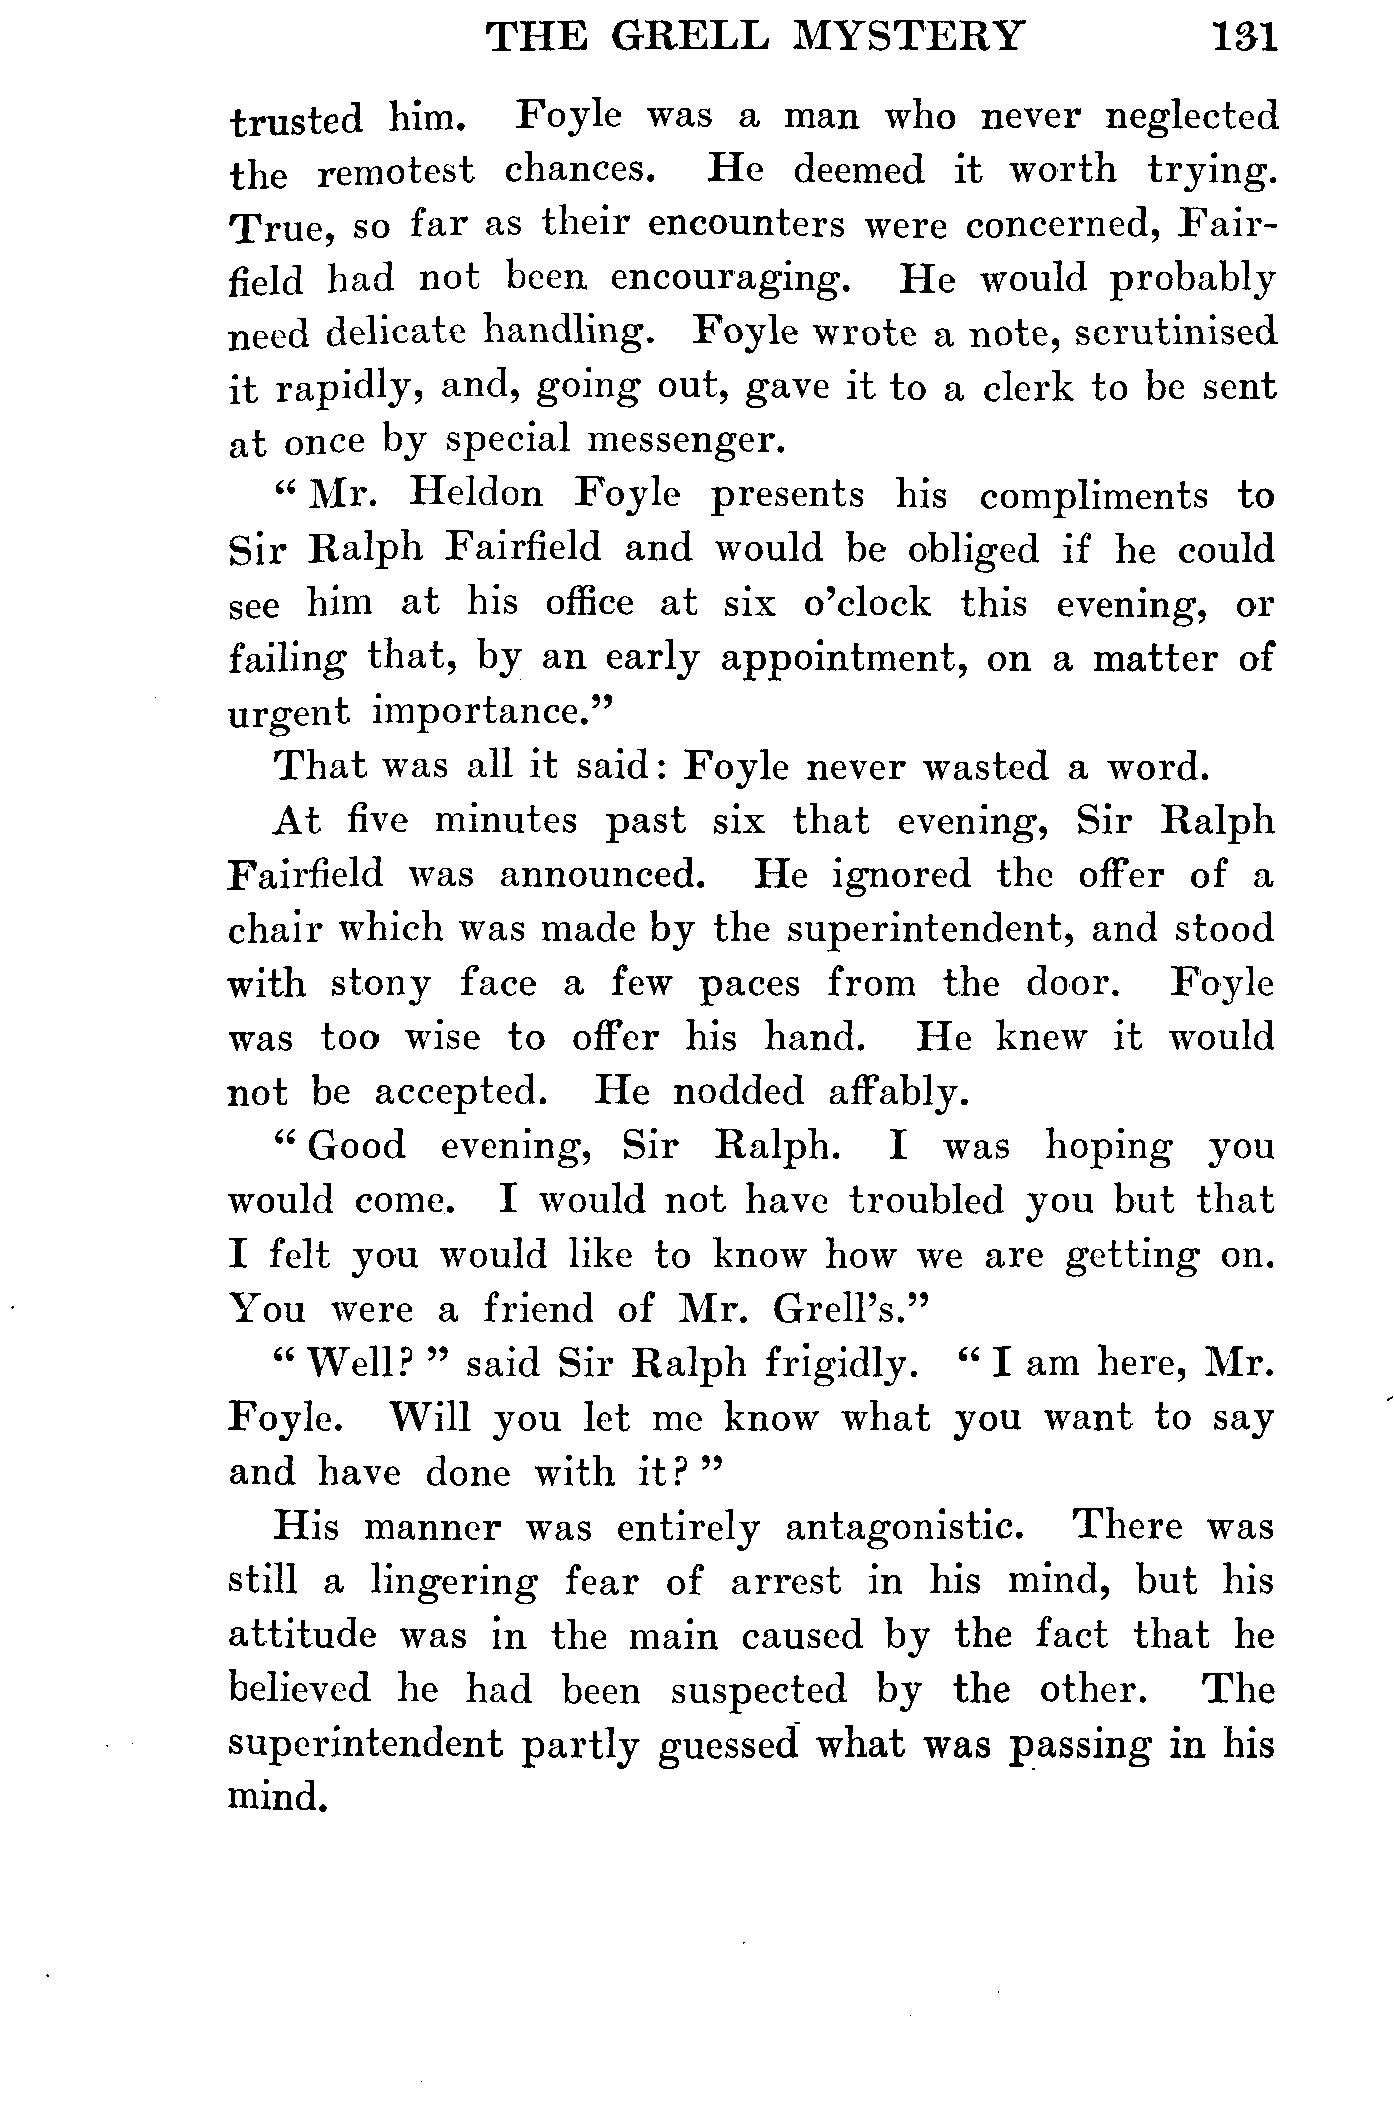 THE GRELL MYSTERY 131
trusted him. Foyle was a man who never neglected
the remotest chances. He deemed it worth trying.
True, so far as their encounters were concerned, Fair-
field had not been encouraging. He would probably
need delicate handling. Foyle wrote a note, scrutinised
it rapidly, and, going out, gave it to a clerk to be sent
at once by special messenger.
“ Mr. Heldon Foyle presents his compliments to
Sir Ralph Fairfield and would be obliged if he could
see him at his office at six o’clock this evening, or
failing that, by an early appointment, on a matter of
urgent importance.”
That was all it said: Foyle never wasted a word.
At five minutes past six that evening, Sir Ralph
Fairfield was announced. He ignored the offer of a
chair which was made by the superintendent, and stood
with stony face a few paces from the door. Foyle
was too wise to offer his hand. He knew it would
not be accepted. He nodded affably.
“ Good evening, Sir Ralph. I was hoping you
would come. I would not have troubled you but that
I felt you would like to know how we are getting on.
You were a friend of Mr. Grell’s.”
“ Well? ” said Sir Ralph frigidly. “ I am here, Mr.
Foyle. Will you let me know what you want to say
and have done with it? ”
His manner was entirely antagonistic. There was
still a lingering fear of arrest in his mind, but his
attitude was in the main caused by the fact that he
believed he had been suspected by the other. The
superintendent partly guessed what was passing in his
mind.